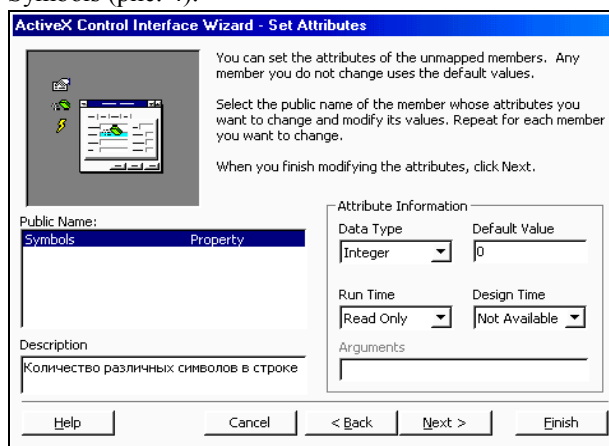 Symbols (рис. 4).
ActiveX Control Interface Wizard - Set Attributes
You can set the attributes of the unmapped members. Any
member you do not change uses the default values.
Select the public name of the member whose attributes you
want to change and modify its values. Repeat for each member
you want to change.
When you finish modifying the attributes, click Next.
Public Name:
Symbols Property
Description
Количество различных символов в строке
Attribute Information
Data Type Default Value
Integer 0
Run Time Design Time
Read Only Not Available
Arguments
Help Cancel < Back Next > Finish